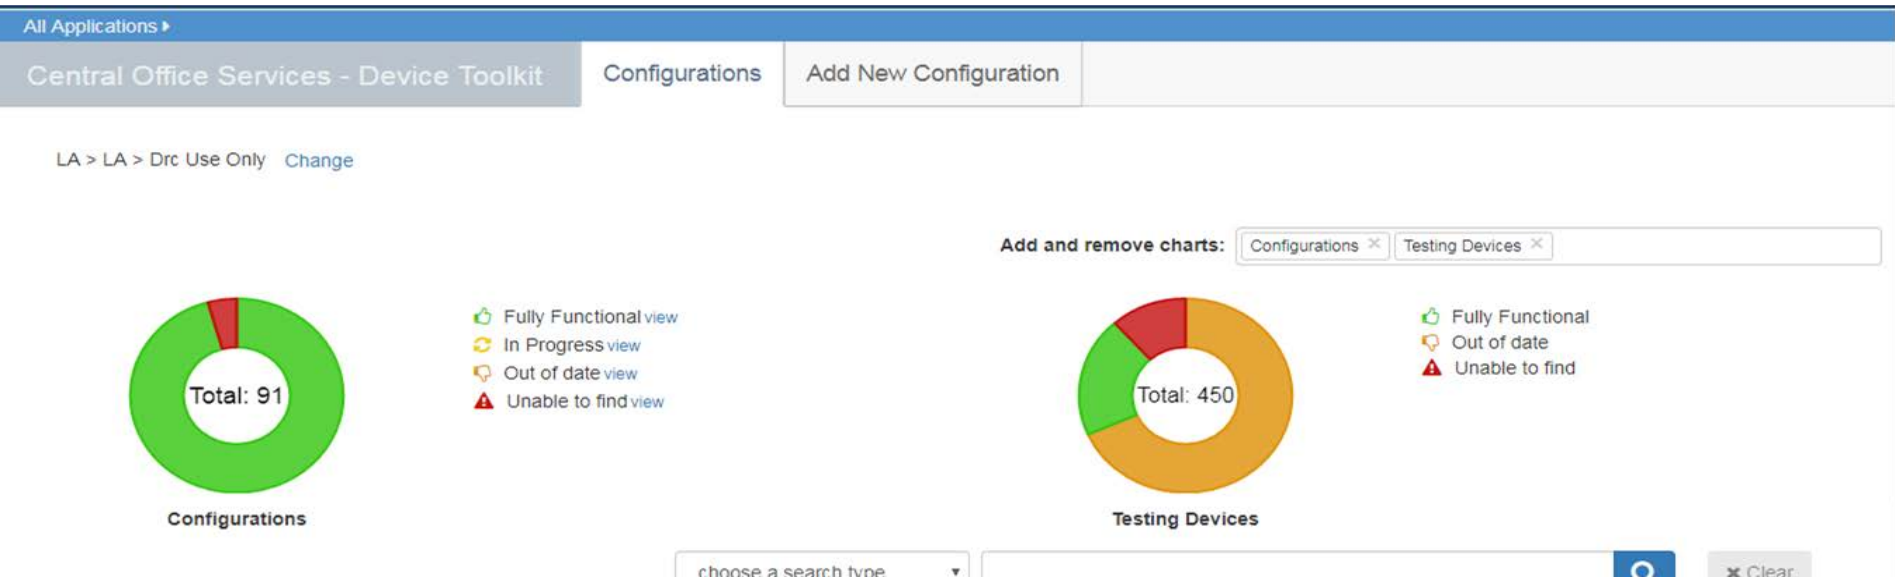 All Applications
Central Office Services - Device Toolkit
Configurations
Add New Configuration
LA > LA > Drc Use Only Change
Add and remove charts: Configurations × Testing Devices ×
Fully Functional view
In Progress view
Out of date view
Unable to find view
Total: 91
Configurations
Fully Functional
Out of date
Unable to find
Total: 450
Testing Devices
choose a search type
× Clear